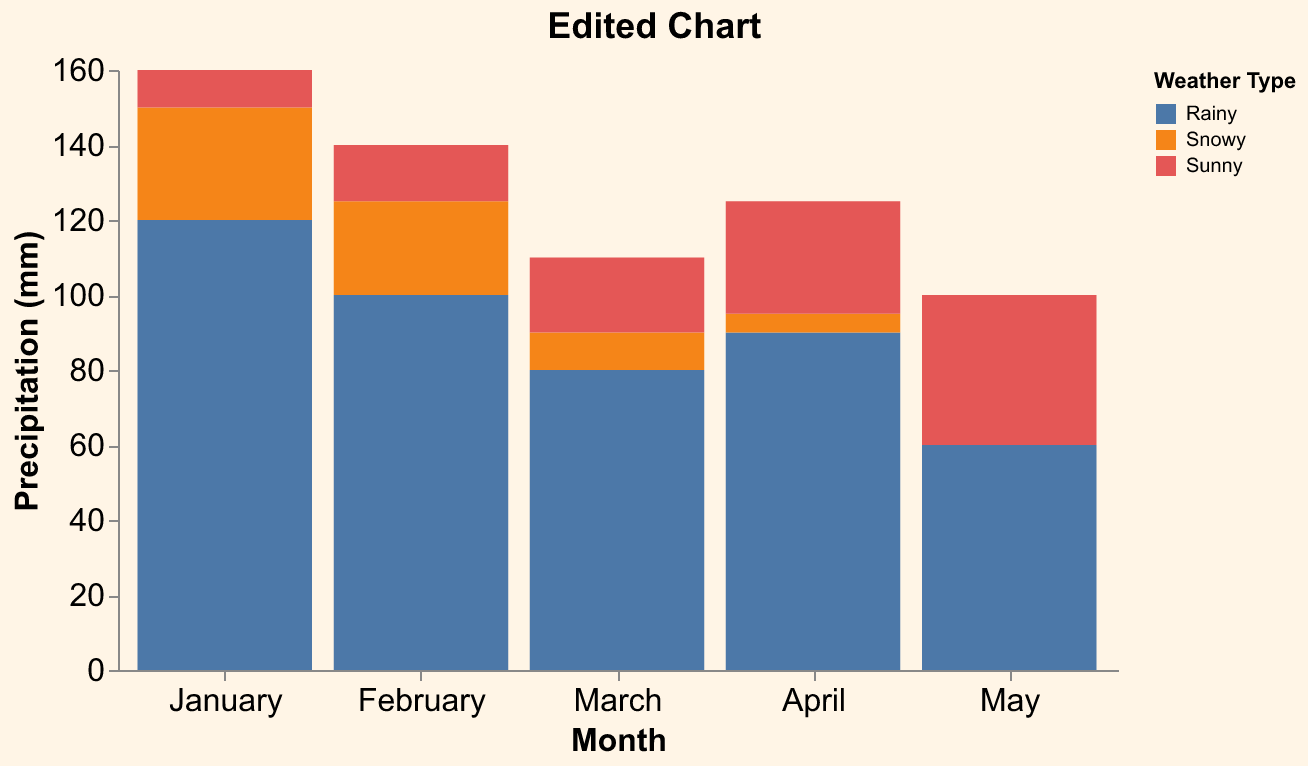 Edited Chart
Weather Type
Rainy
Snowy
Sunny
Precipitation (mm)
160
140
120
100
80
60
40
20
0
January February March April May
Month